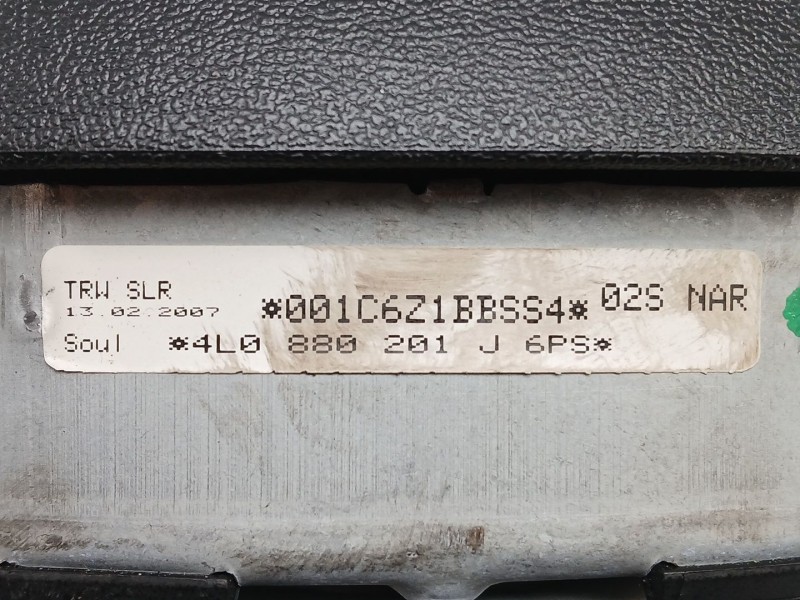 TRW SLR
13.02.2007 *001C6Z1BBSS4* 02S NAR
Soul *4L0 880 201 J 6PS*